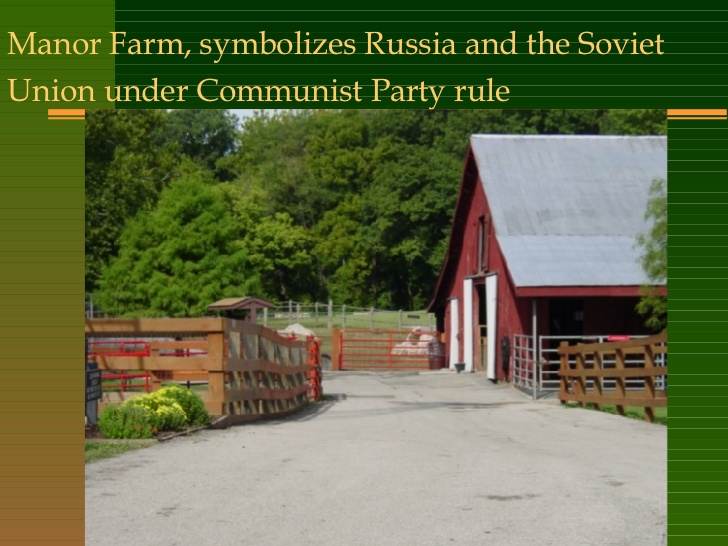 Manor Farm, symbolizes Russia and the Soviet
Union under Communist Party rule